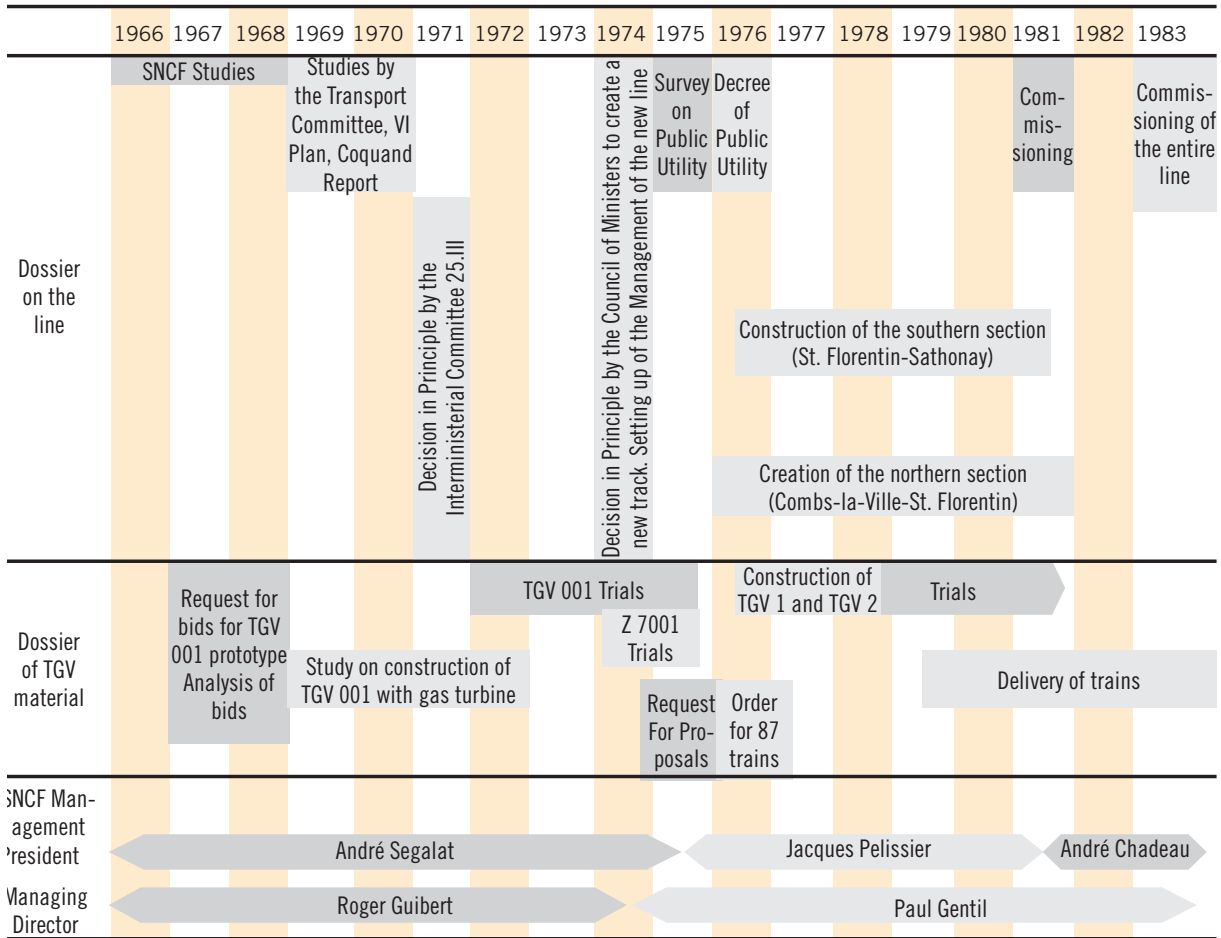 1966 1967 1968 1969 1970 1971 1972 1973 1974 1975 1976 1977 1978 1979 1980 1981 1982 1983
Dossier
on the
line
SNCF Studies
Studies by
the Transport
Committee, VI
Plan, Coquand
Report
Decision in Principle by the
Interministerial Committee 25.III
Decision in Principle by the Council of Ministers to create a
new track. Setting up of the Management of the new line
Survey
on
Public
Utility
Decree
of
Public
Utility
Com-
mis-
sioning
Commis-
sioning of
the entire
line
Construction of the southern section
(St. Florentin-Sathonay)
Creation of the northern section
(Combs-la-Ville-St. Florentin)
Dossier
of TGV
material
Request for
bids for TGV
001 prototype
Analysis of
bids
Study on construction of
TGV 001 with gas turbine
TGV 001 Trials
Z 7001
Trials
Request
For Pro-
posals
Order
for 87
trains
Construction of
TGV 1 and TGV 2
Trials
Delivery of trains
SNCF Man-
agement
President
André Segalat
Jacques Pelissier
André Chadeau
Managing
Director
Roger Guibert
Paul Gentil